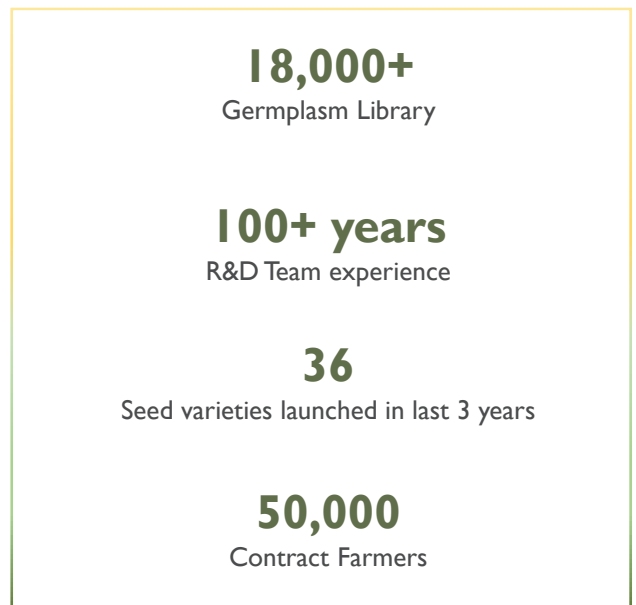 18,000+
Germplasm Library
100+ years
R&D Team experience
36
Seed varieties launched in last 3 years
50,000
Contract Farmers